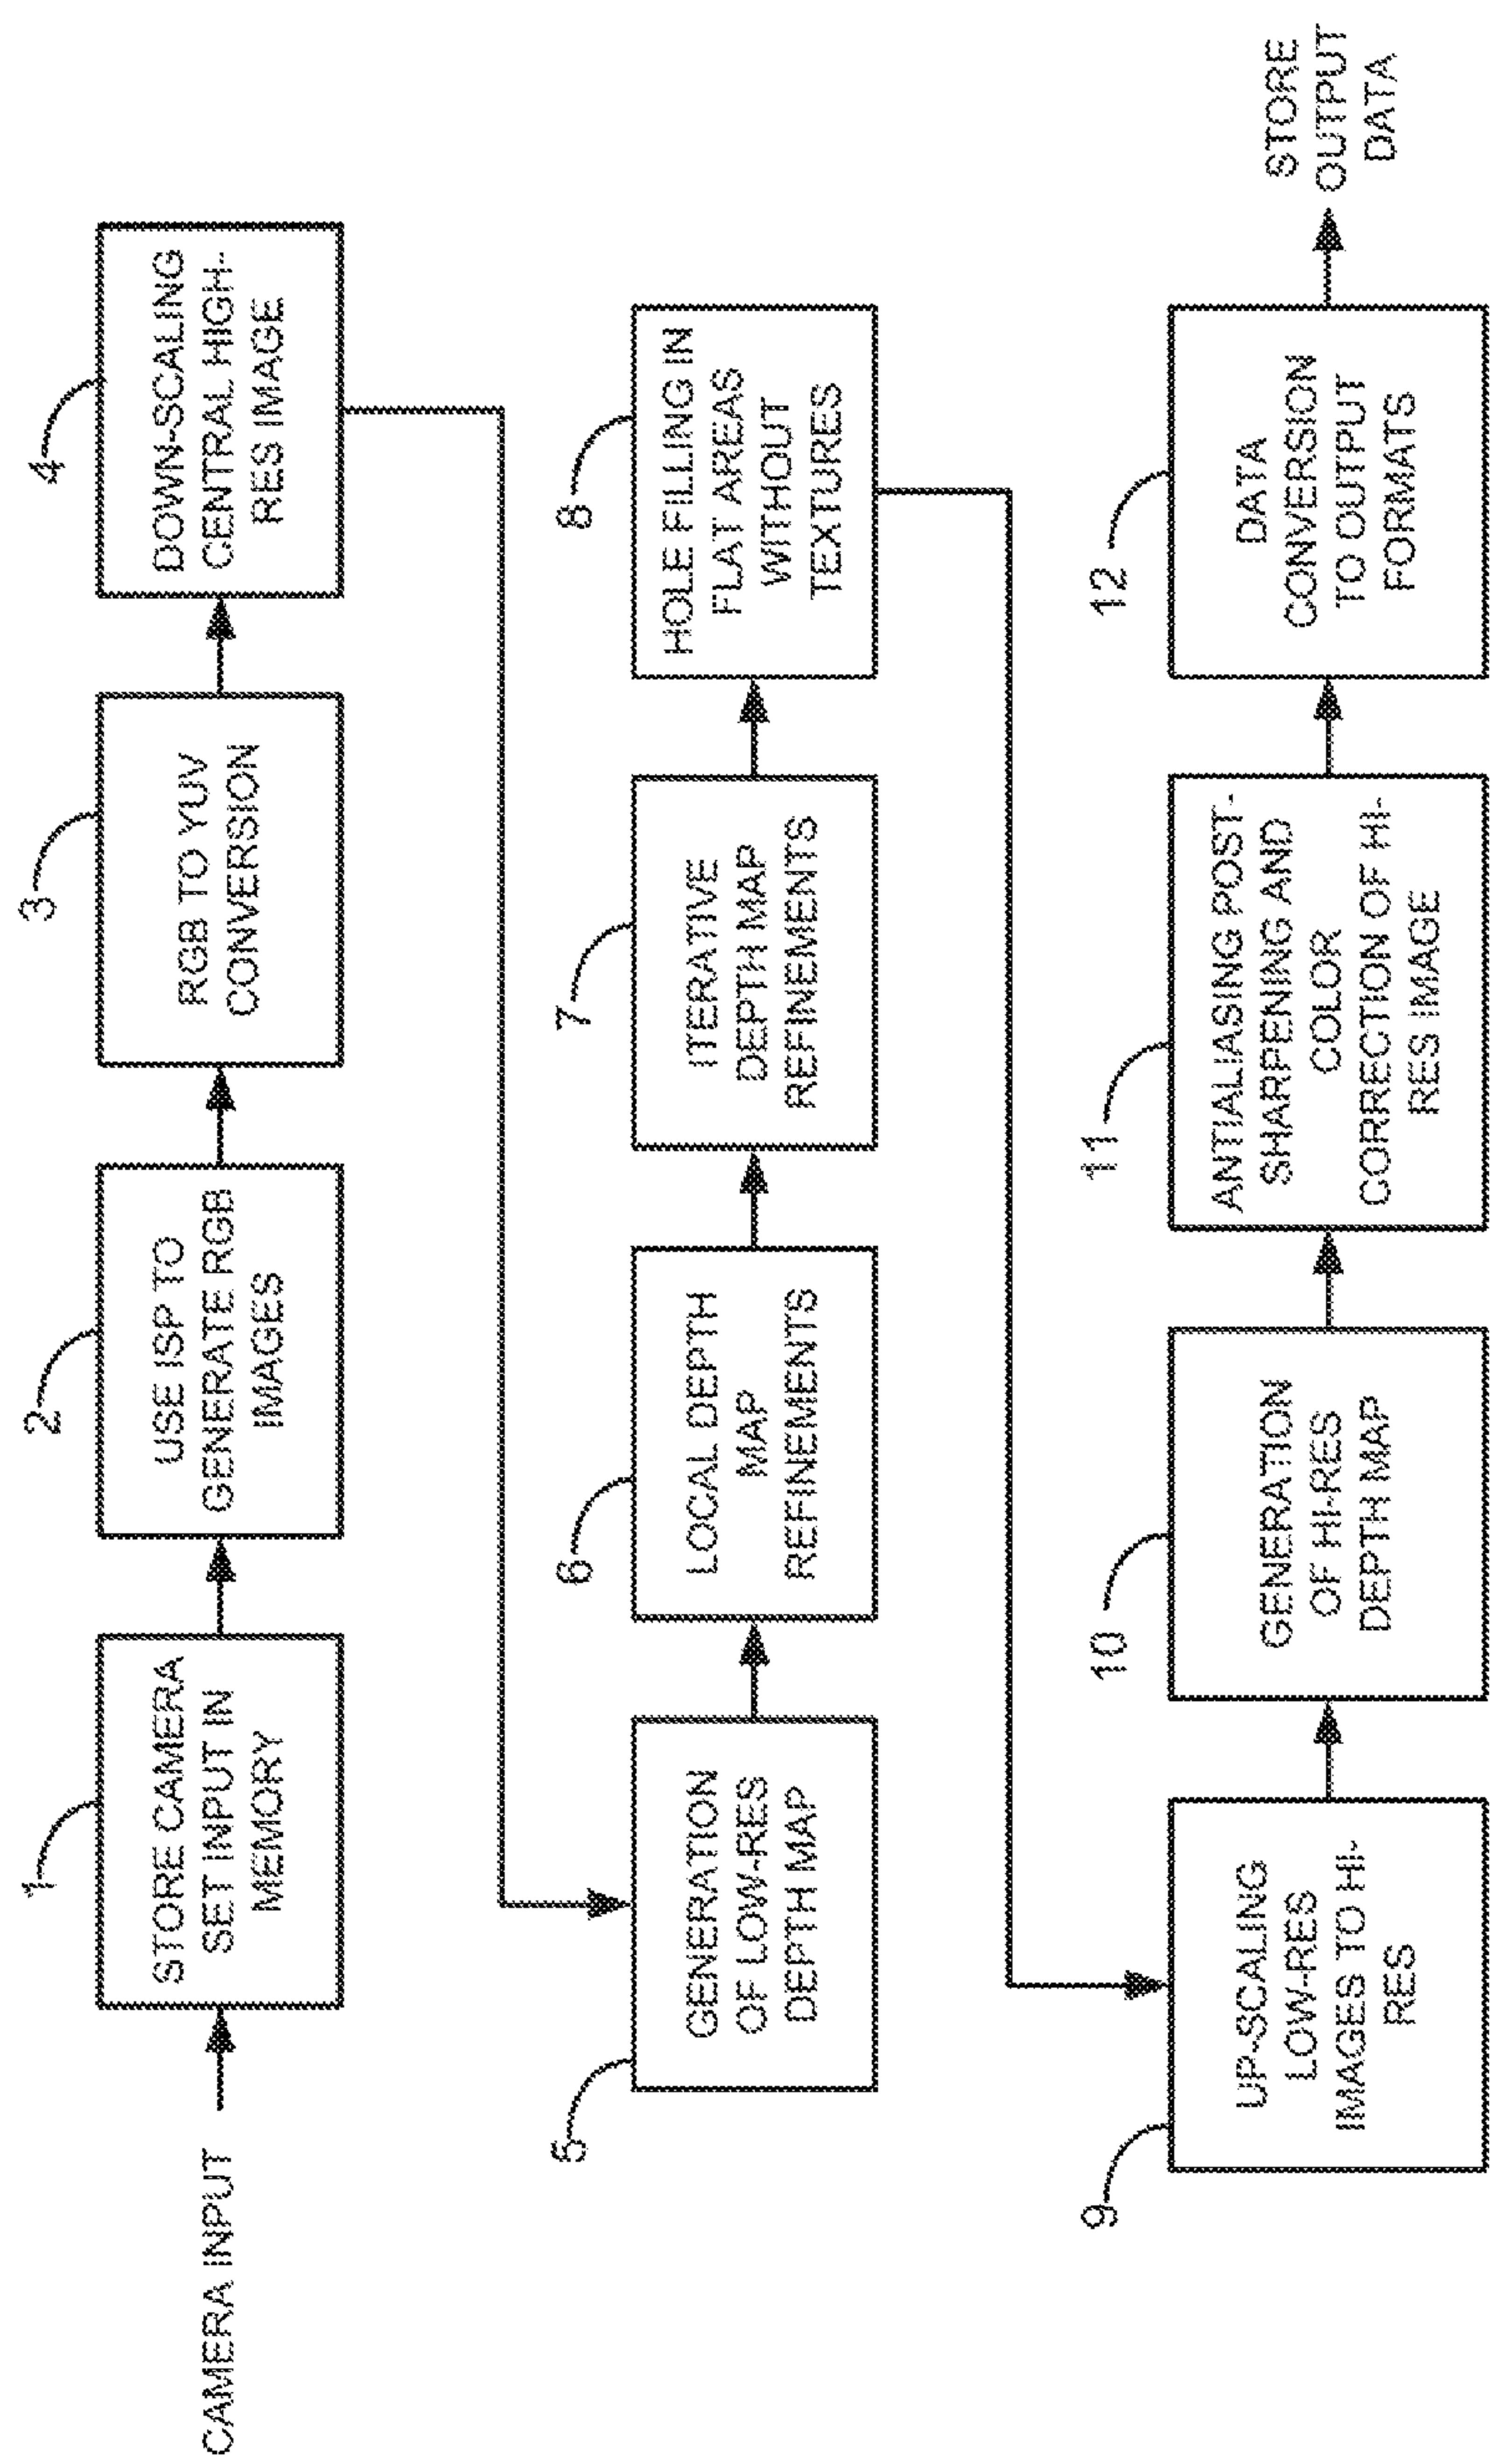 CAMERA INPUT
1
STORE CAMERA
SET INPUT IN
MEMORY
2
USE ISP TO
GENERATE RGB
IMAGES
3
RGB TO YUV
CONVERSION
4
DOWN-SCALING
CENTRAL HIGH-
RES IMAGE
5
GENERATION
OF LOW-RES
DEPTH MAP
6
LOCAL DEPTH
MAP
REFINEMENTS
7
ITERATIVE
DEPTH MAP
REFINEMENTS
8
HOLE FILLING IN
FLAT AREAS
WITHOUT
TEXTURES
9
UP-SCALING
LOW-RES
IMAGES TO HI-
RES
10
GENERATION
OF HI-RES
DEPTH MAP
11
ANTIALIASING POST-
SHARPENING AND
COLOR
CORRECTION OF HI-
RES IMAGE
12
DATA
CONVERSION
TO OUTPUT
FORMATS
STORE
OUTPUT
DATA